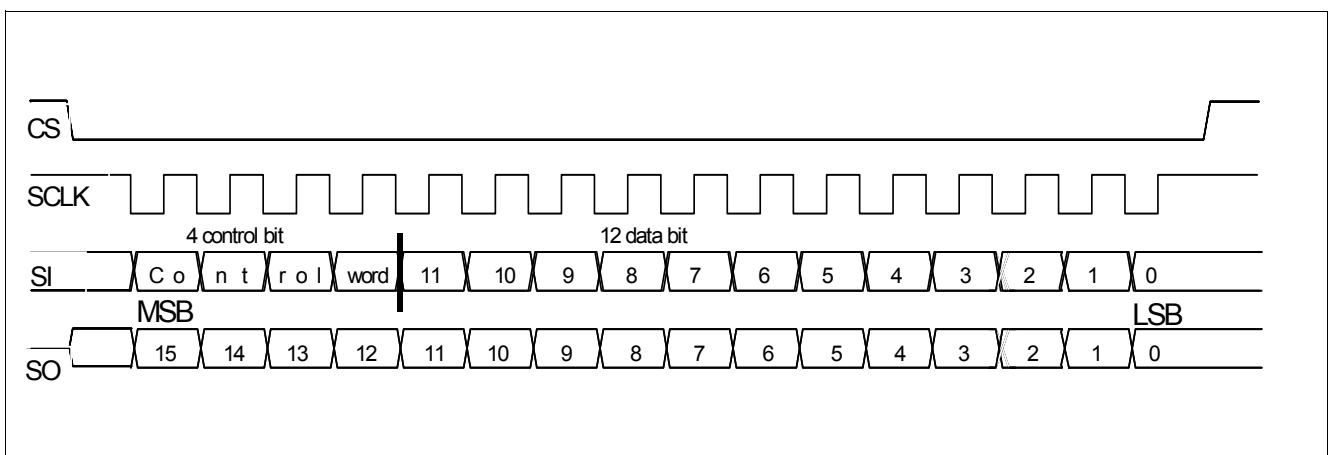 CS
SCLK
4 control bit 12 data bit
SI C o n t r o l word 11 10 9 8 7 6 5 4 3 2 1 0
MSB LSB
SO 15 14 13 12 11 10 9 8 7 6 5 4 3 2 1 0